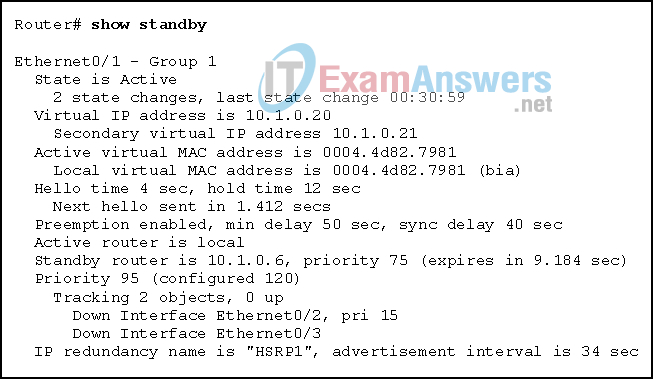 Router# show standby
ITExamAnswers
.net
Ethernet0/1 - Group 1
State is Active
2 state changes, last state change 00:30:59
Virtual IP address is 10.1.0.20
Secondary virtual IP address 10.1.0.21
Active virtual MAC address is 0004.4d82.7981
Local virtual MAC address is 0004.4d82.7981 (bia)
Hello time 4 sec, hold time 12 sec
Next hello sent in 1.412 secs
Preemption enabled, min delay 50 sec, sync delay 40 sec
Active router is local
Standby router is 10.1.0.6, priority 75 (expires in 9.184 sec)
Priority 95 (configured 120)
Tracking 2 objects, 0 up
Down Interface Ethernet0/2, pri 15
Down Interface Ethernet0/3
IP redundancy name is "HSRP1", advertisement interval is 34 sec